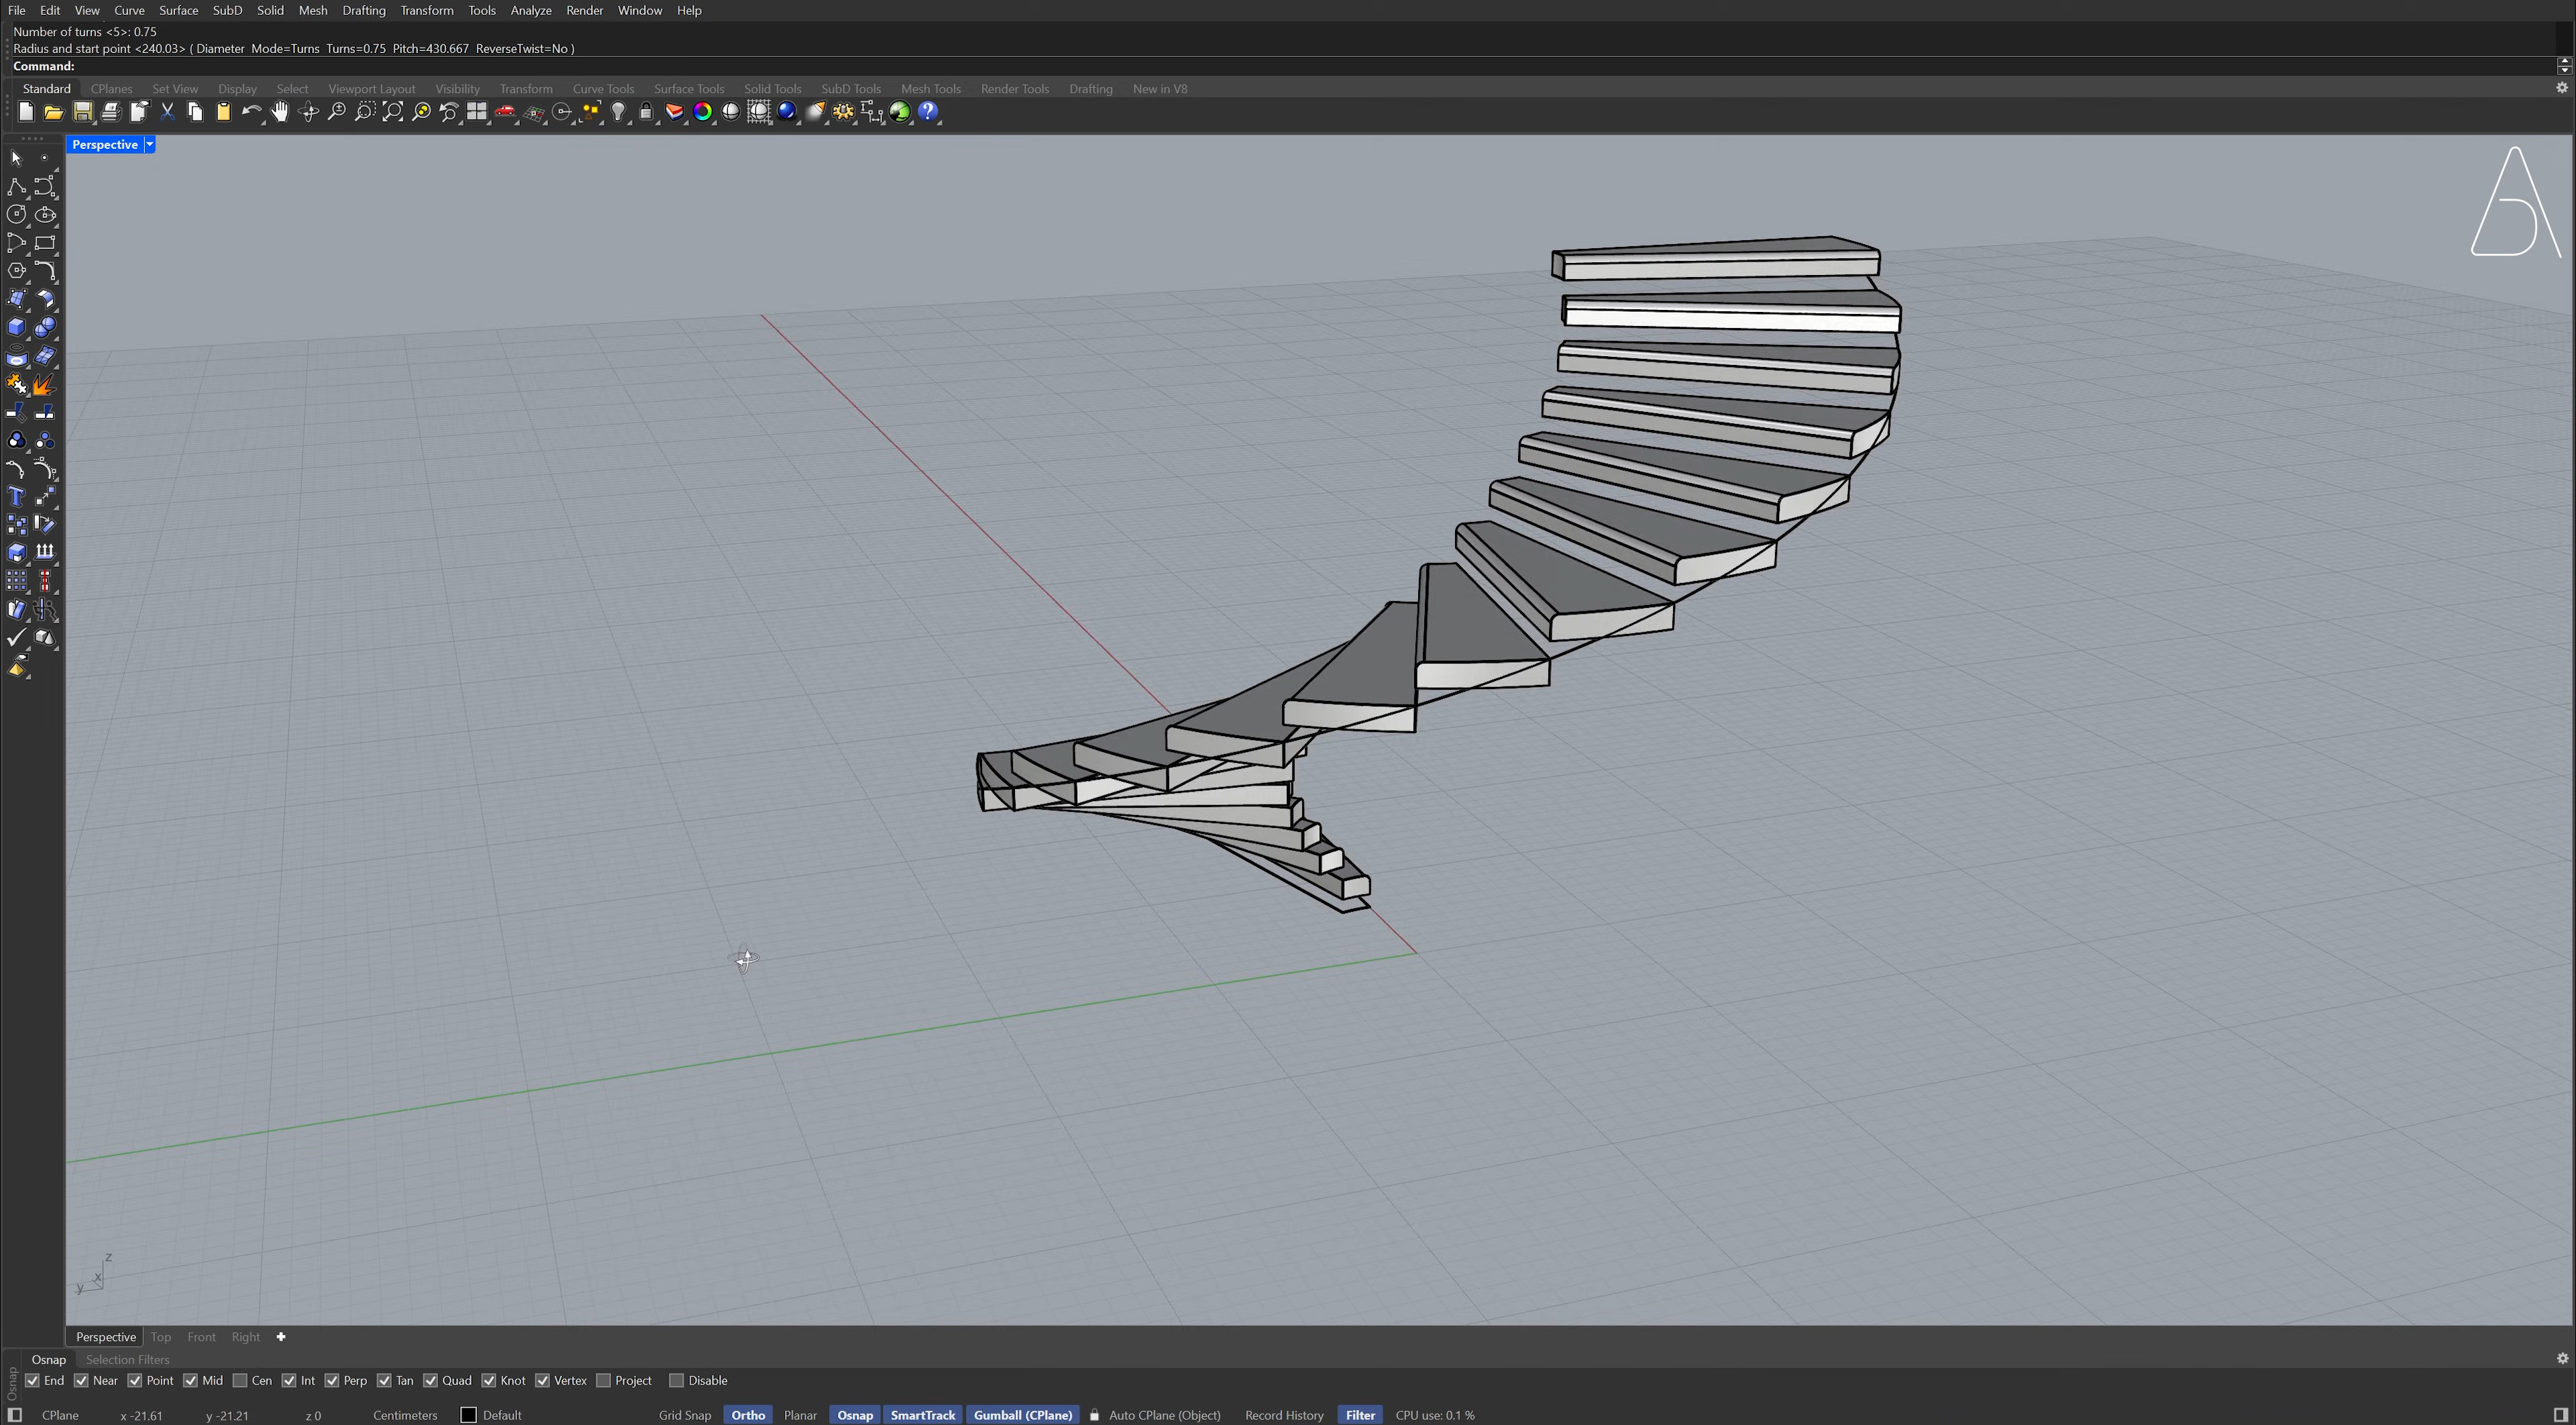 File Edit View Curve Surface SubD Solid Mesh Drafting Transform Tools Analyze Render Window Help
Number of turns <5>: 0.75
Radius and start point <240.03> ( Diameter Mode=Turns Turns=0.75 Pitch=430.667 ReverseTwist=No )
Command:
Standard CPlanes Set View Display Select Viewport Layout Visibility Transform Curve Tools Surface Tools Solid Tools SubD Tools Mesh Tools Render Tools Drafting New in V8
Perspective
z
x
y
Perspective Top Front Right
Osnap Selection Filters
Osnap
End Near Point Mid Cen Int Perp Tan Quad Knot Vertex Project Disable
CPlane x -21.61 y -21.21 z 0 Centimeters Default Grid Snap Ortho Planar Osnap SmartTrack Gumball (CPlane) Auto CPlane (Object) Record History Filter CPU use: 0.1 %